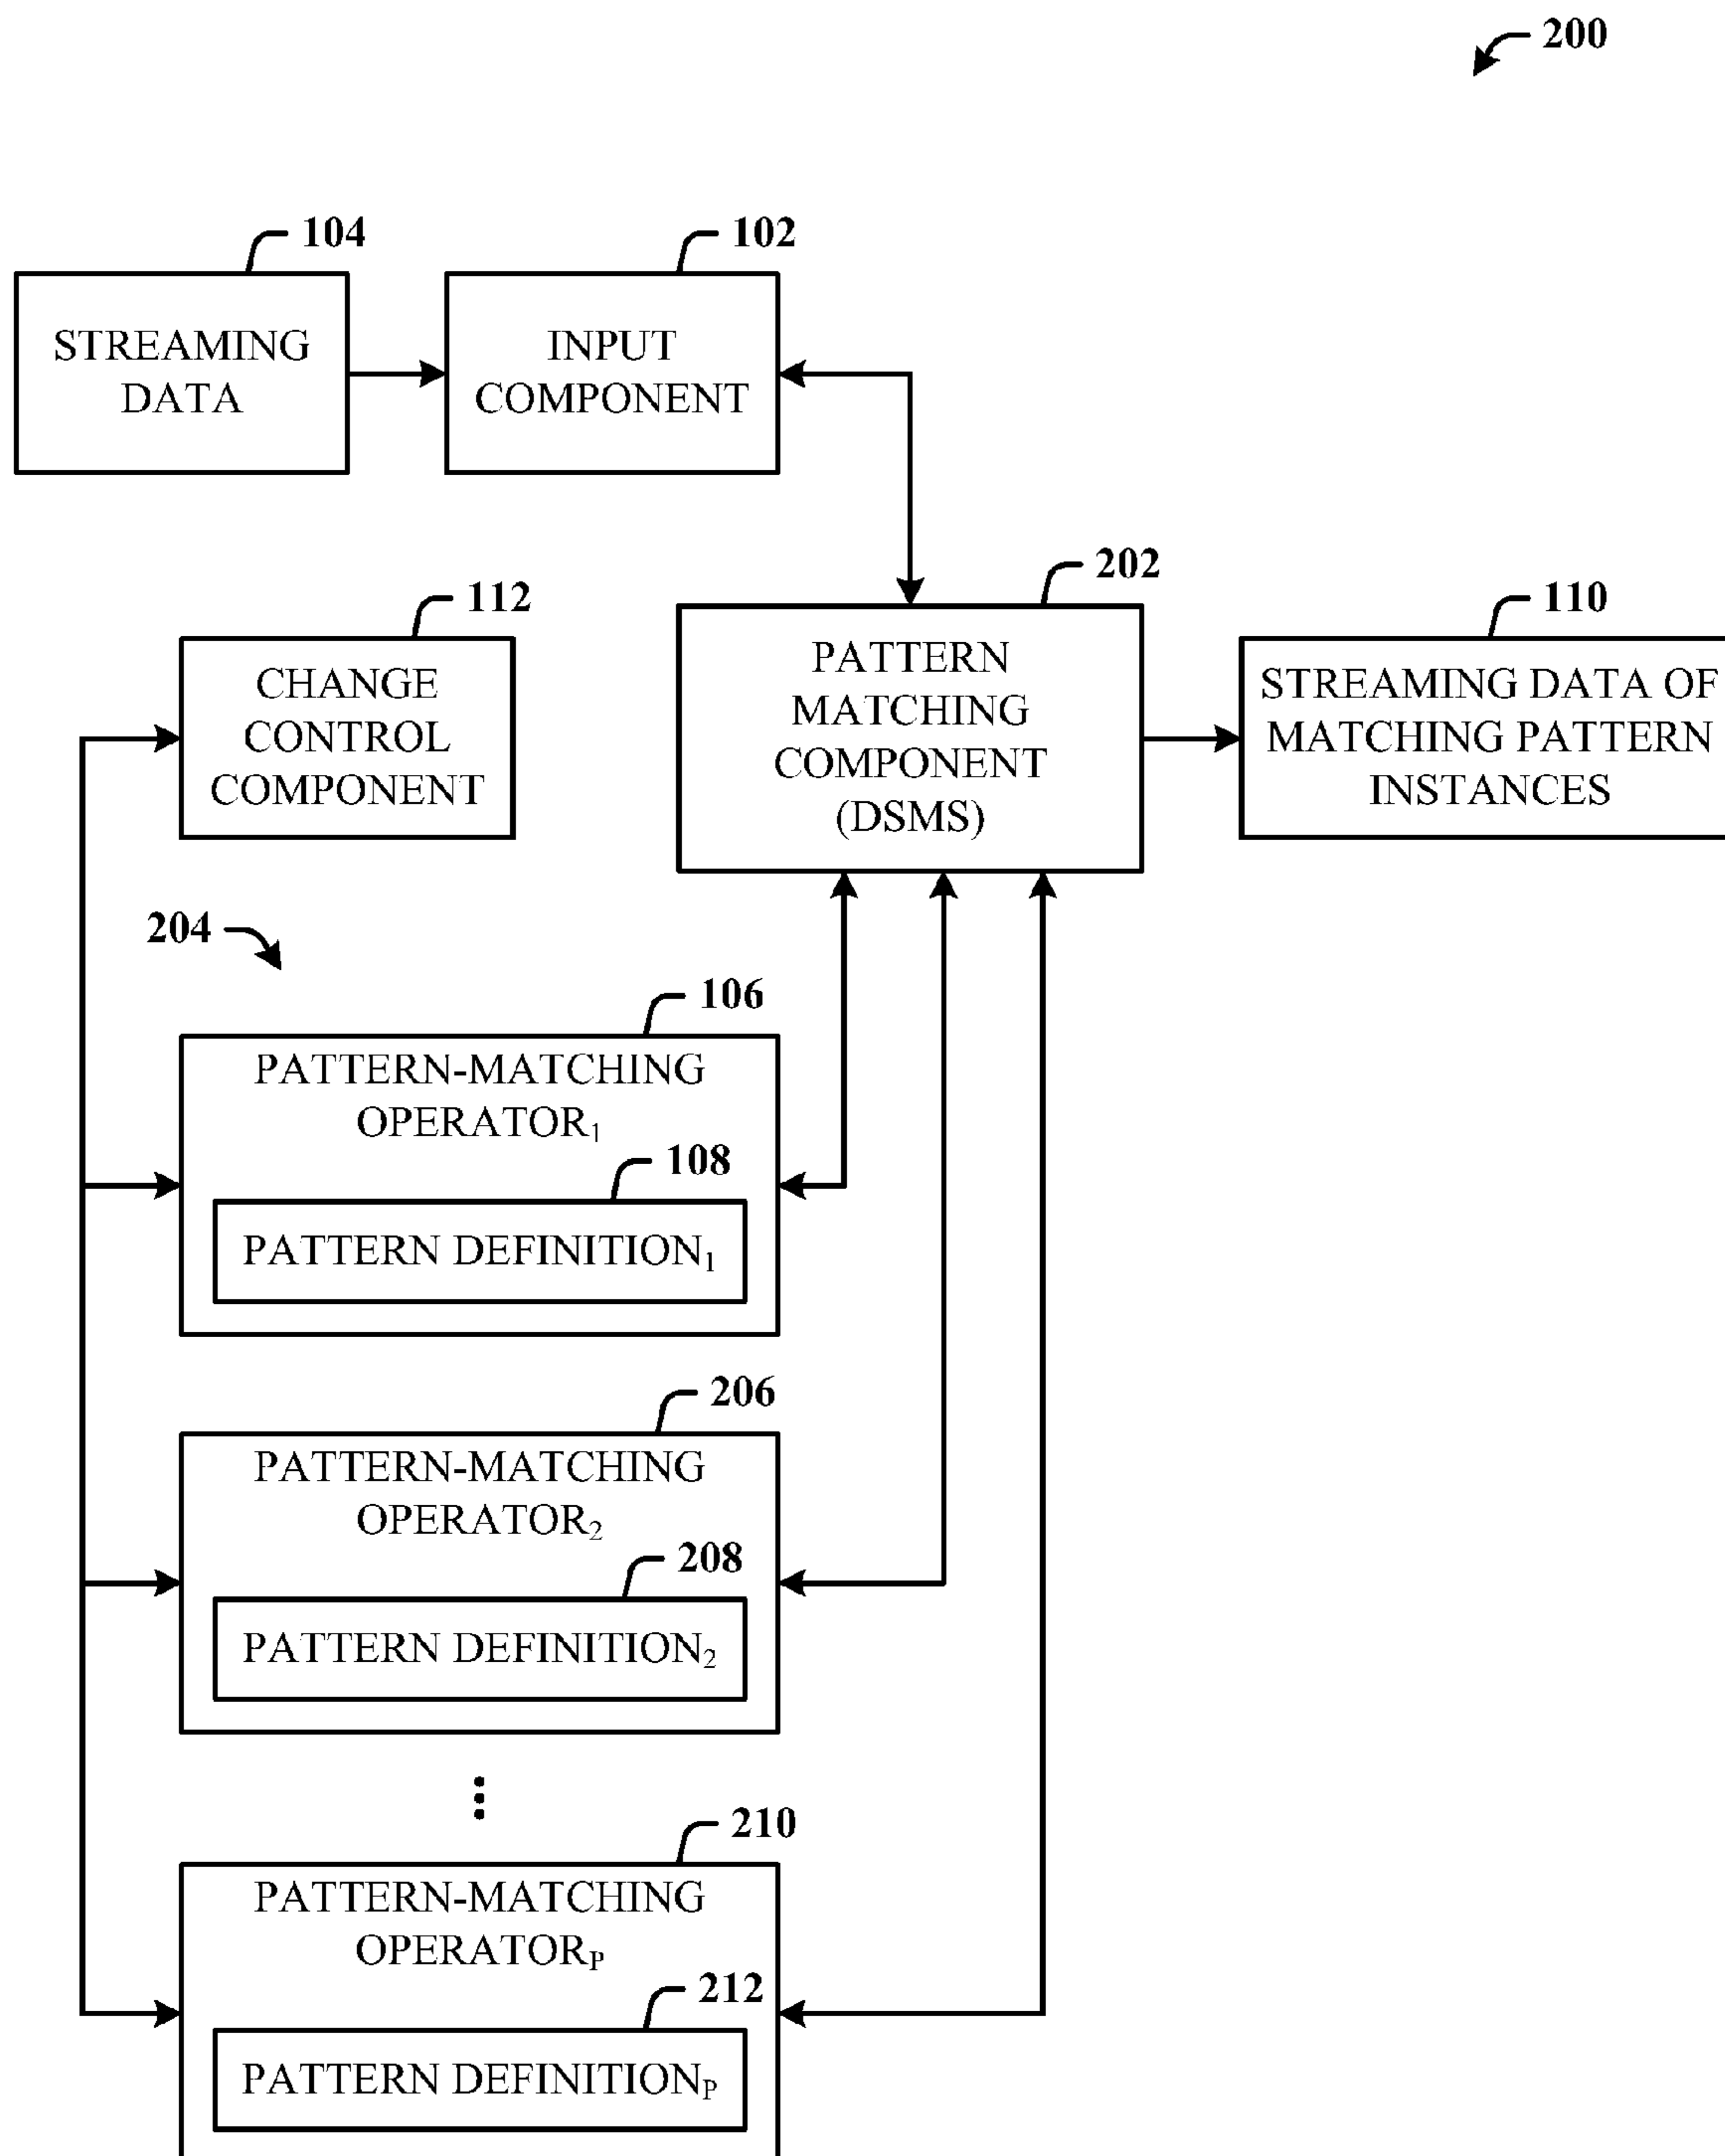 200
104
102
STREAMING
DATA
INPUT
COMPONENT
202
112
110
CHANGE
CONTROL
COMPONENT
PATTERN
MATCHING
COMPONENT
(DSMS)
STREAMING DATA OF
MATCHING PATTERN
INSTANCES
204
106
PATTERN-MATCHING
OPERATOR₁
108
PATTERN DEFINITION₁
206
PATTERN-MATCHING
OPERATOR₂
208
PATTERN DEFINITION₂
210
PATTERN-MATCHING
OPERATORP
212
PATTERN DEFINITIONP